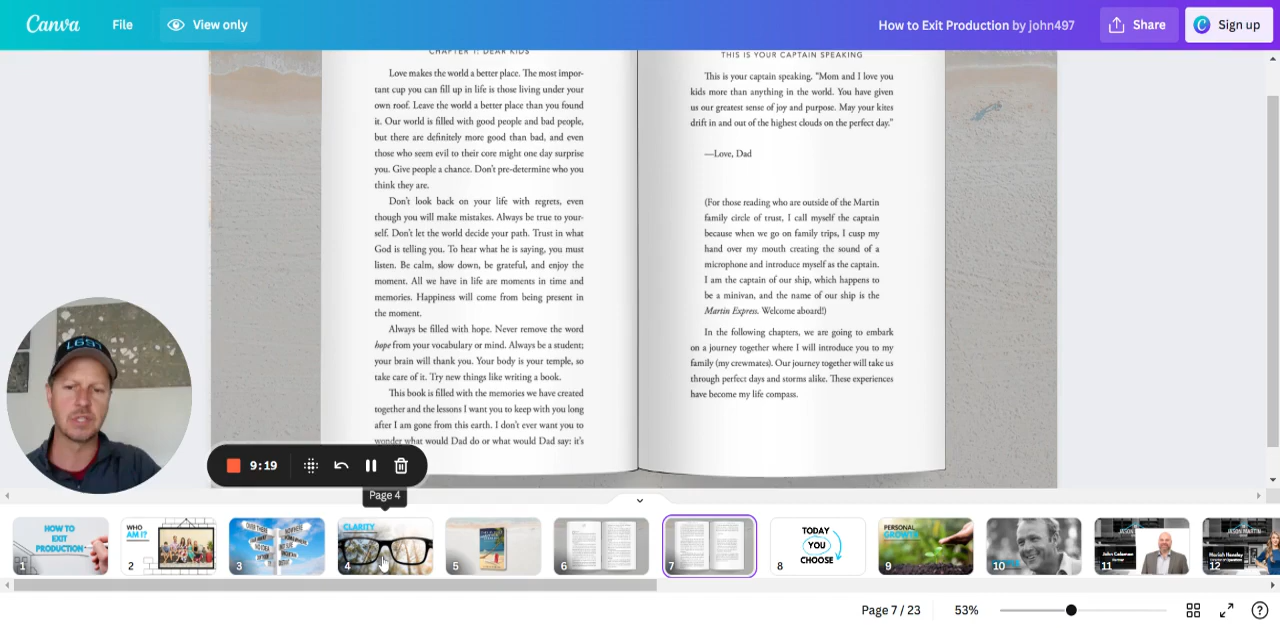 Canva File View only How to Exit Production by john497 Share C Sign up
CHAPTER 1: DEAR KIDS
Love makes the world a better place. The most impor-
tant cup you can fill up in life is those living under your
own roof. Leave the world a better place than you found
it. Our world is filled with good people and bad people,
but there are definitely more good than bad, and even
those who seem evil to their core might one day surprise
you. Give people a chance. Don't pre-determine who you
think they are.
Don't look back on your life with regrets, even
though you will make mistakes. Always be true to your-
self. Don't let the world decide your path. Trust in what
God is telling you. To hear what he is saying, you must
listen. Be calm, slow down, be grateful, and enjoy the
moment. All we have in life are moments in time and
memories. Happiness will come from being present in
the moment.
Always be filled with hope. Never remove the word
hope from your vocabulary or mind. Always be a student;
your brain will thank you. Your body is your temple, so
take care of it. Try new things like writing a book.
This book is filled with the memories we have created
together and the lessons I want you to keep with you long
after I am gone from this earth. I don't ever want you to
wonder what would Dad do or what would Dad say: it's
THIS IS YOUR CAPTAIN SPEAKING
This is your captain speaking. "Mom and I love you
kids more than anything in the world. You have given
us our greatest sense of joy and purpose. May your kites
drift in and out of the highest clouds on the perfect day."
—Love, Dad
(For those reading who are outside of the Martin
family circle of trust, I call myself the captain
because when we go on family trips, I cusp my
hand over my mouth creating the sound of a
microphone and introduce myself as the captain.
I am the captain of our ship, which happens to
be a minivan, and the name of our ship is the
Martin Express. Welcome aboard!)
In the following chapters, we are going to embark
on a journey together where I will introduce you to my
family (my crewmates). Our journey together will take us
through perfect days and storms alike. These experiences
have become my life compass.
9:19
Page 4
HOW TO
EXIT
PRODUCTION
1
WHO
AM I?
2
3
CLARITY
4
5
6
7
TODAY
YOU
CHOOSE
8
PERSONAL
GROWTH
9
10
JASON MARTIN
John Coleman
11
JASON MARTIN
Mariah Hensley
12
Page 7 / 23 53%